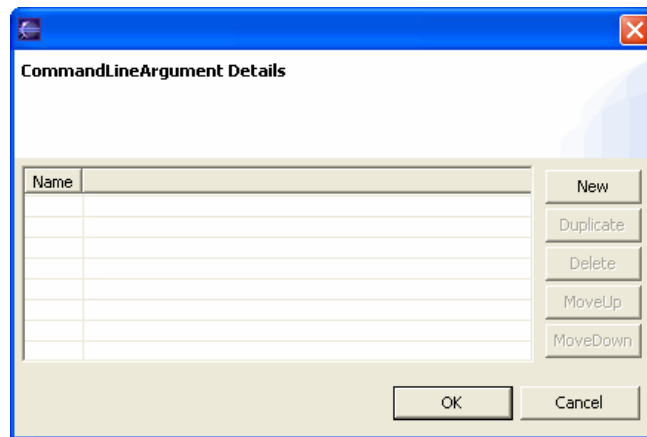 CommandLineArgument Details
Name
New
Duplicate
Delete
MoveUp
MoveDown
OK
Cancel